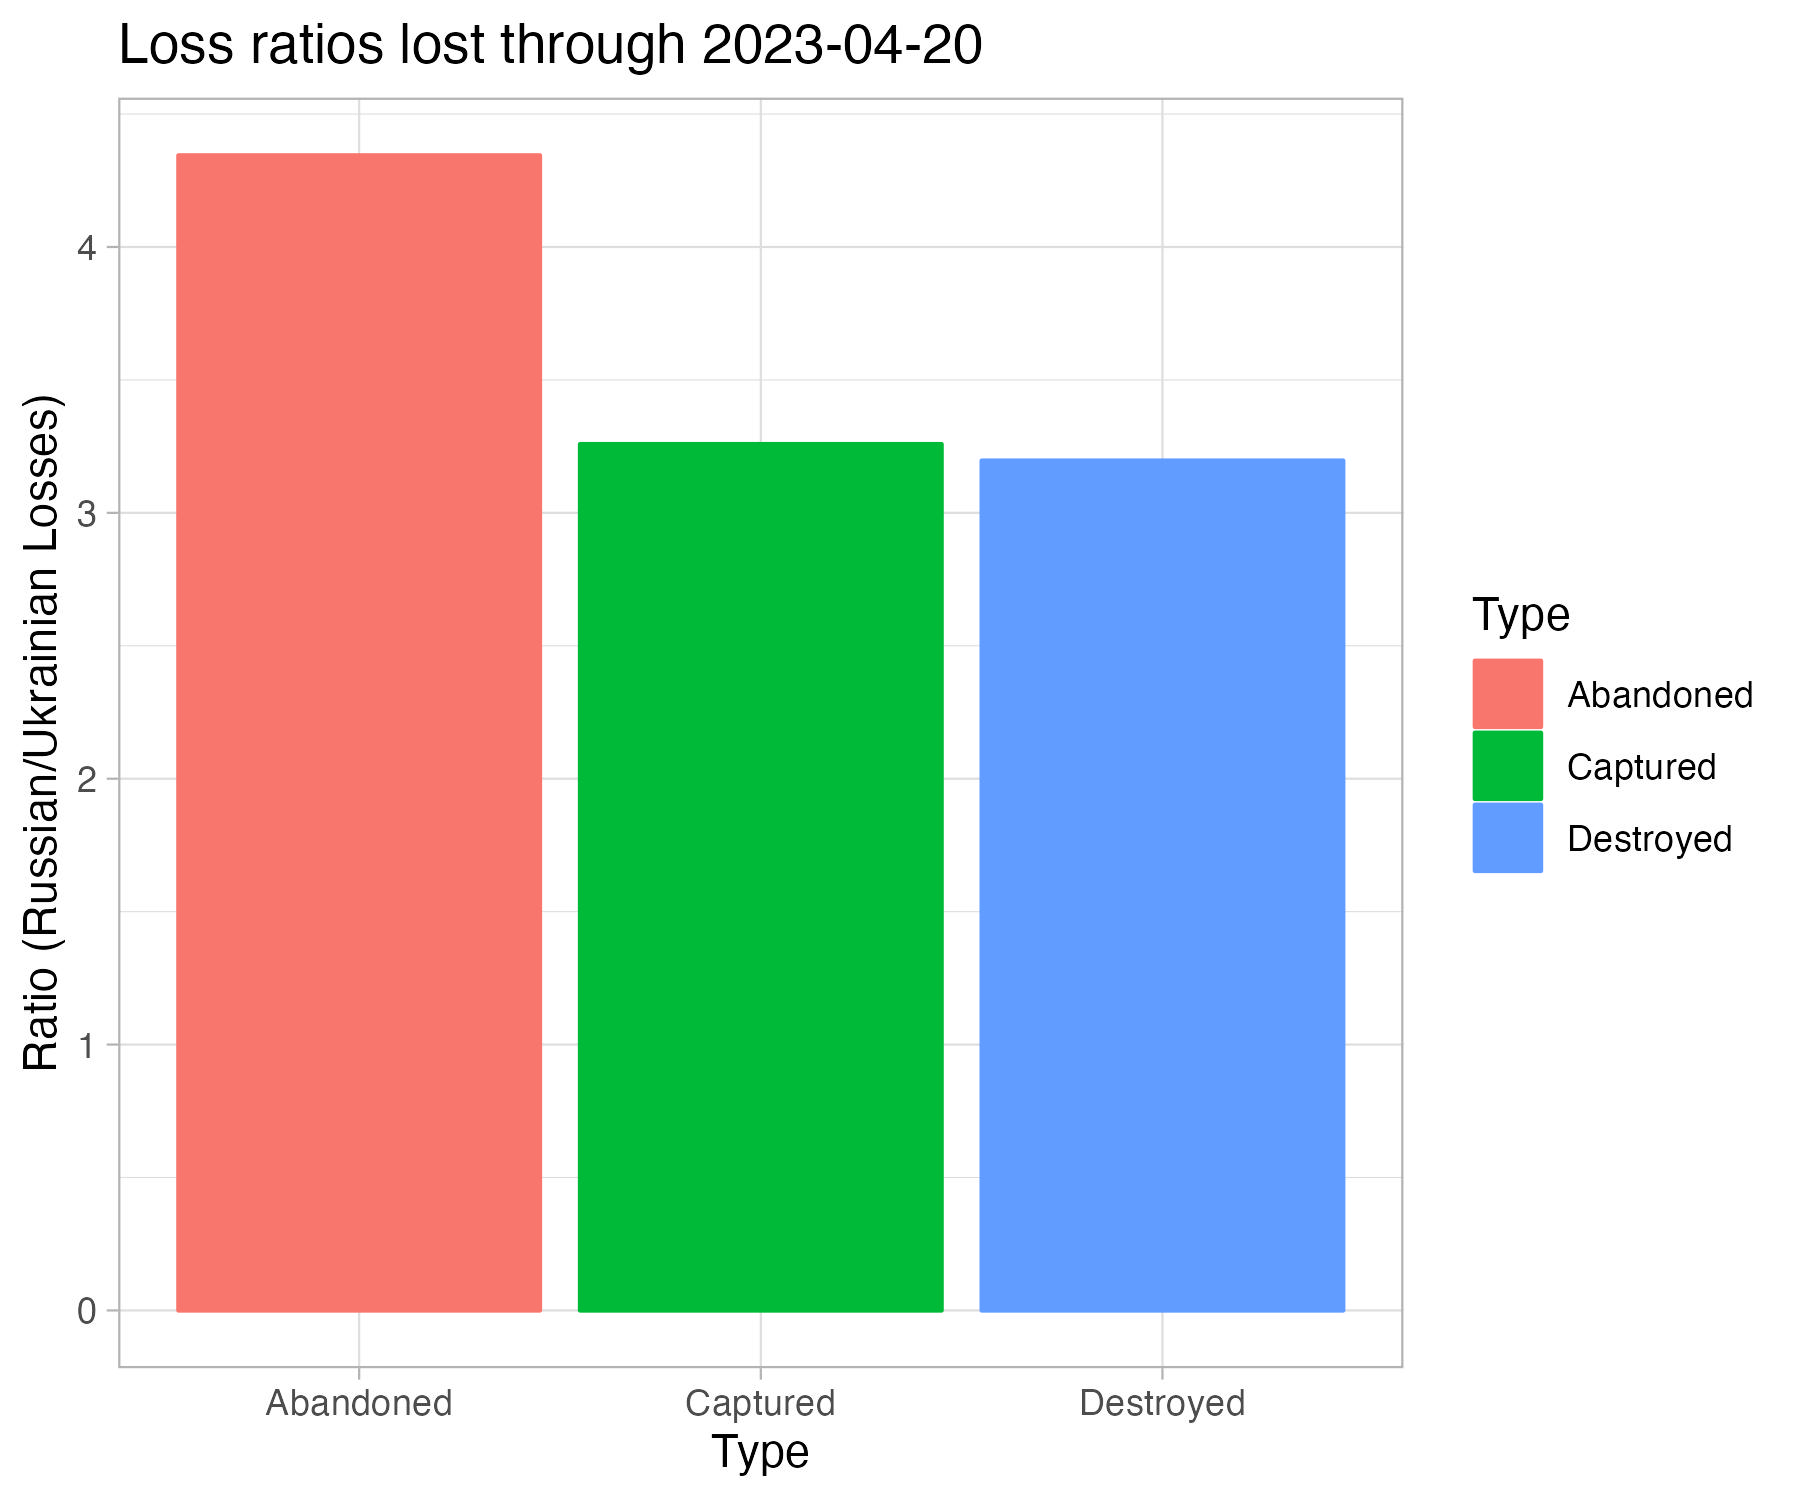 Loss ratios lost through 2023-04-20
Ratio (Russian/Ukrainian Losses)
4
3
2
1
0
Abandoned
Captured
Destroyed
Type
Type
Abandoned
Captured
Destroyed